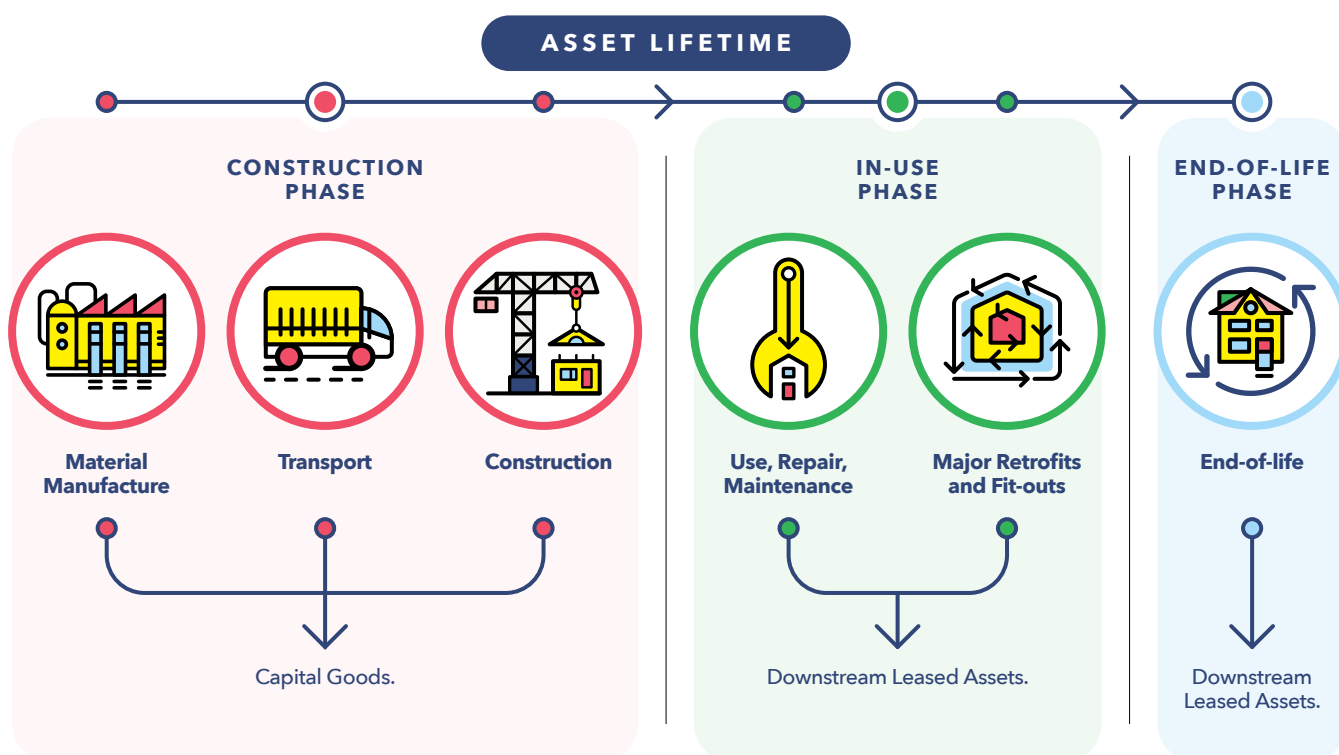 ASSET LIFETIME
CONSTRUCTION
PHASE
IN-USE
PHASE
END-OF-LIFE
PHASE
Material
Manufacture
Transport
Construction
Use, Repair,
Maintenance
Major Retrofits
and Fit-outs
End-of-life
Capital Goods.
Downstream Leased Assets.
Downstream
Leased Assets.